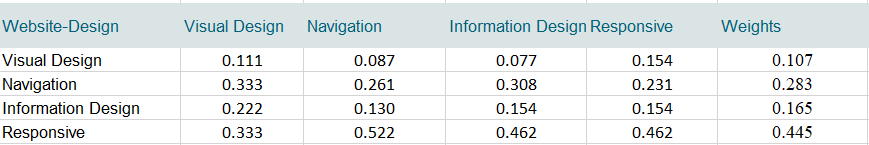 Website-Design Visual Design Navigation Information Design Responsive Weights
Visual Design 0.111 0.087 0.077 0.154 0.107
Navigation 0.333 0.261 0.308 0.231 0.283
Information Design 0.222 0.130 0.154 0.154 0.165
Responsive 0.333 0.522 0.462 0.462 0.445